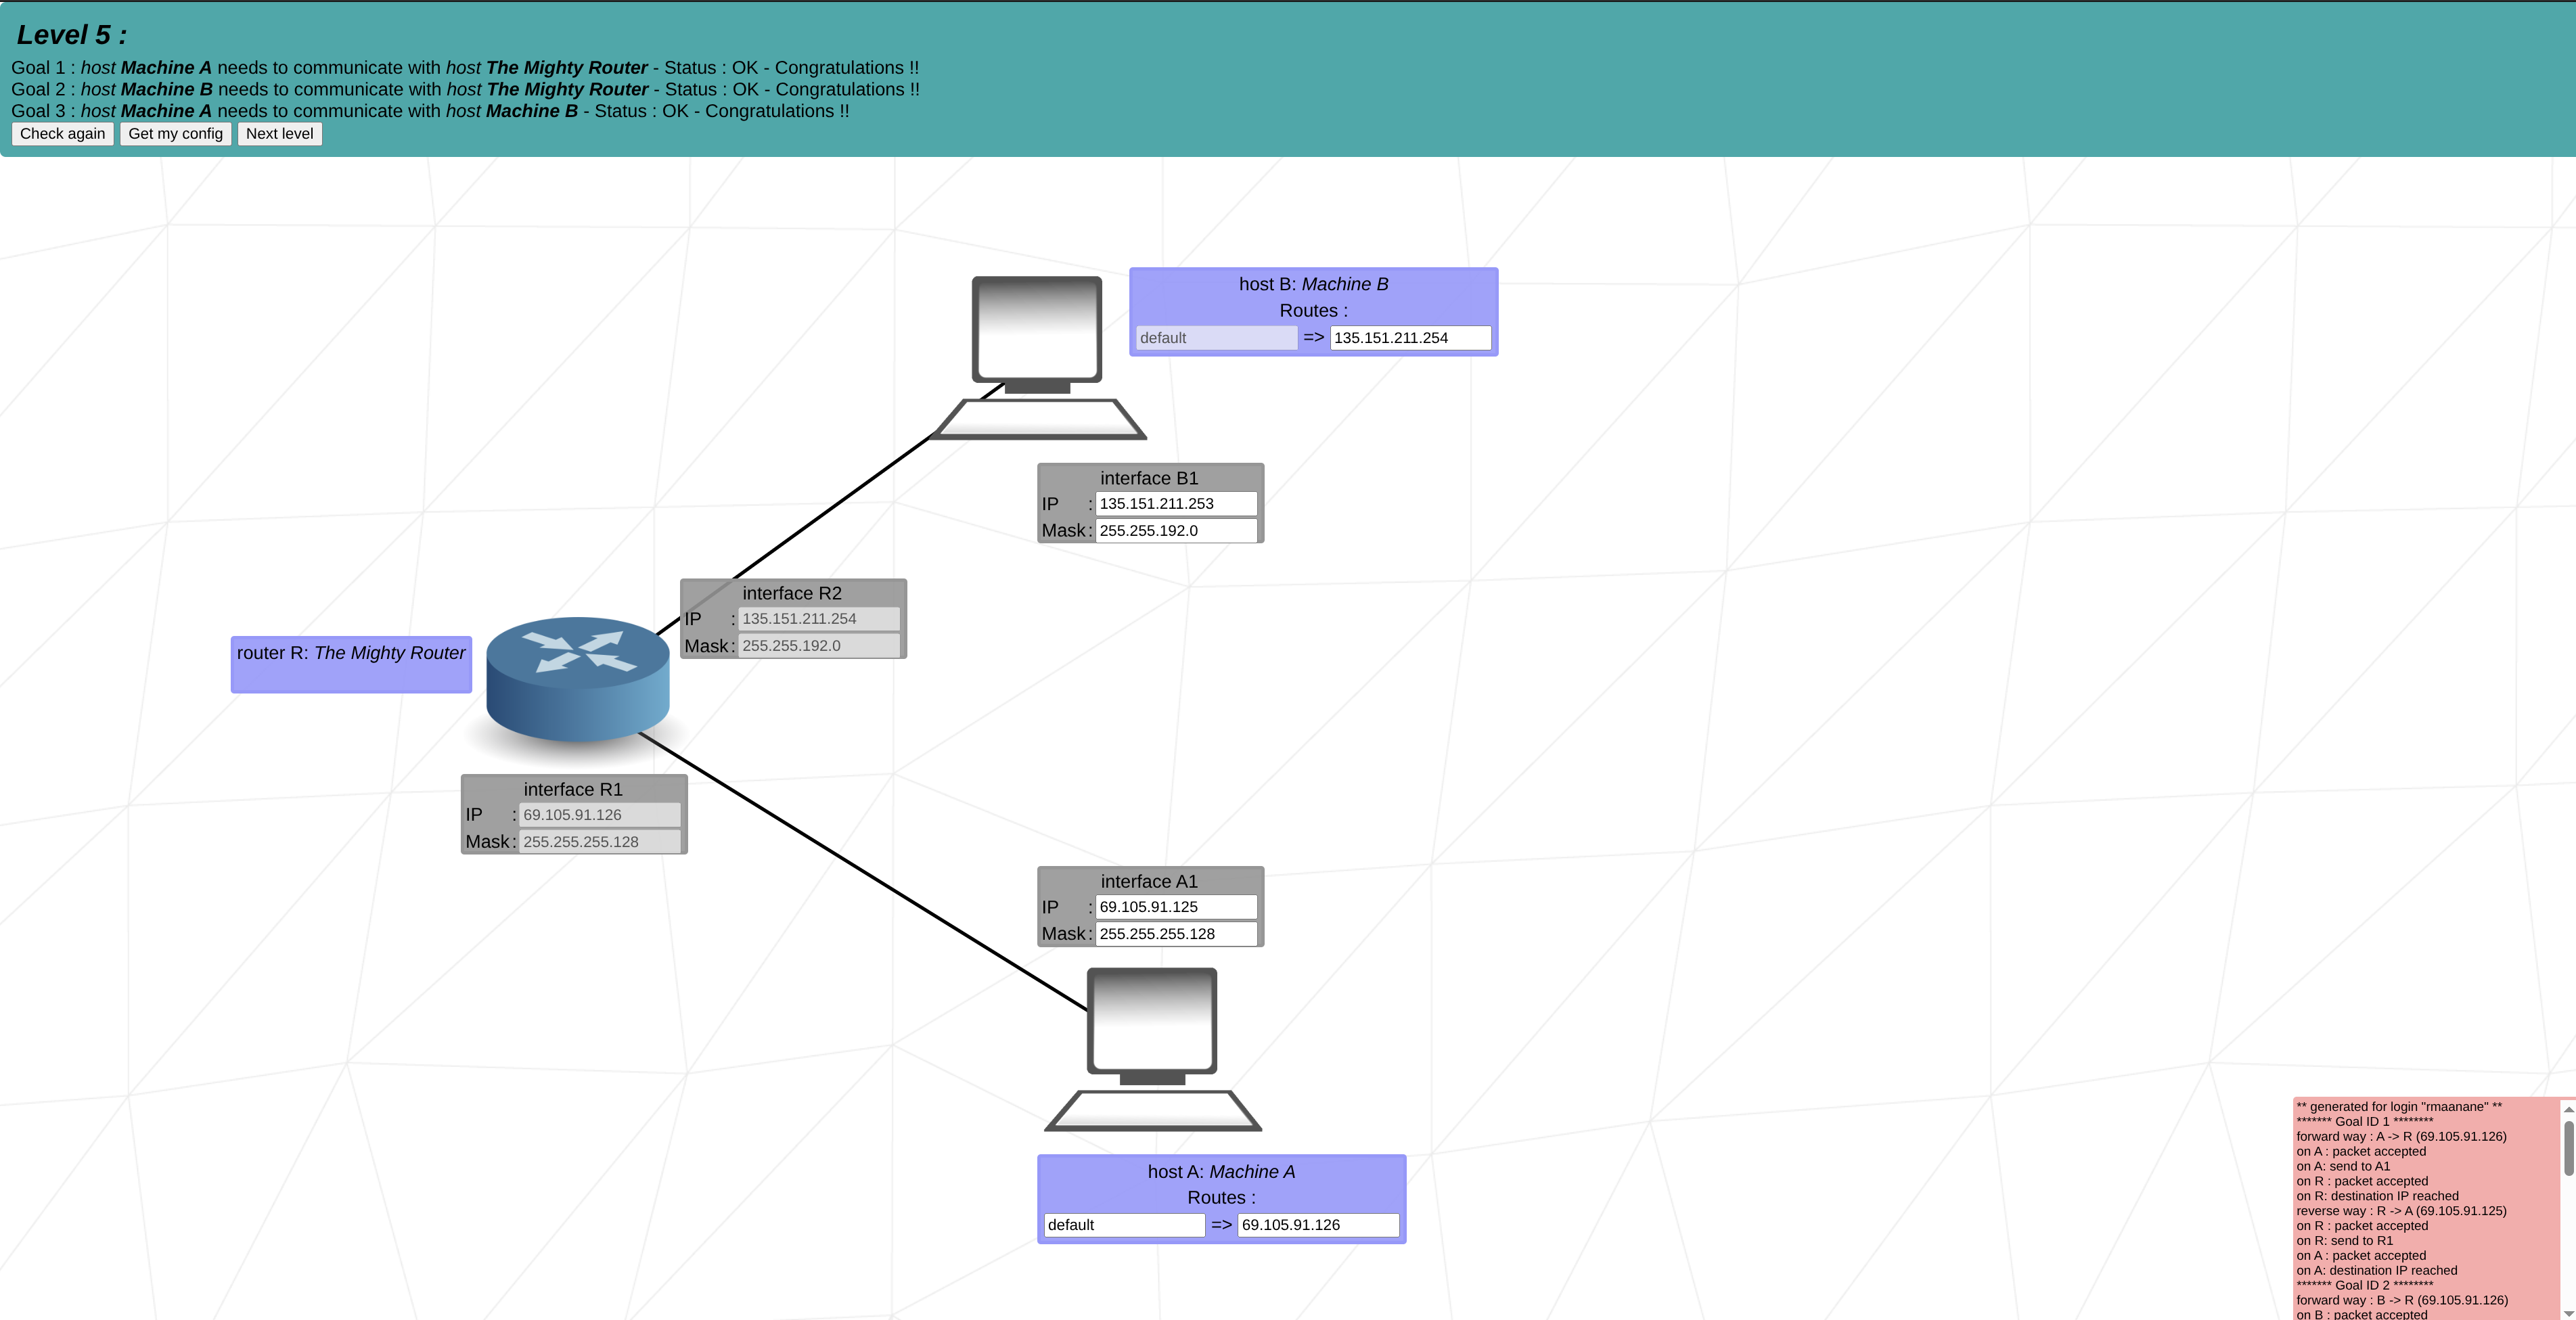 Level 5 :
Goal 1 : host Machine A needs to communicate with host The Mighty Router - Status : OK - Congratulations !!
Goal 2 : host Machine B needs to communicate with host The Mighty Router - Status : OK - Congratulations !!
Goal 3 : host Machine A needs to communicate with host Machine B - Status : OK - Congratulations !!
Check again Get my config Next level
host B: Machine B
Routes :
default => 135.151.211.254
interface B1
IP : 135.151.211.253
Mask : 255.255.192.0
interface R2
IP : 135.151.211.254
Mask : 255.255.192.0
router R: The Mighty Router
interface R1
IP : 69.105.91.126
Mask : 255.255.255.128
interface A1
IP : 69.105.91.125
Mask : 255.255.255.128
host A: Machine A
Routes :
default => 69.105.91.126
** generated for login "rmaanane" **
******* Goal ID 1 ********
forward way : A -> R (69.105.91.126)
on A : packet accepted
on A: send to A1
on R : packet accepted
on R: destination IP reached
reverse way : R -> A (69.105.91.125)
on R : packet accepted
on R: send to R1
on A : packet accepted
on A: destination IP reached
******* Goal ID 2 ********
forward way : B -> R (69.105.91.126)
on B : packet accepted